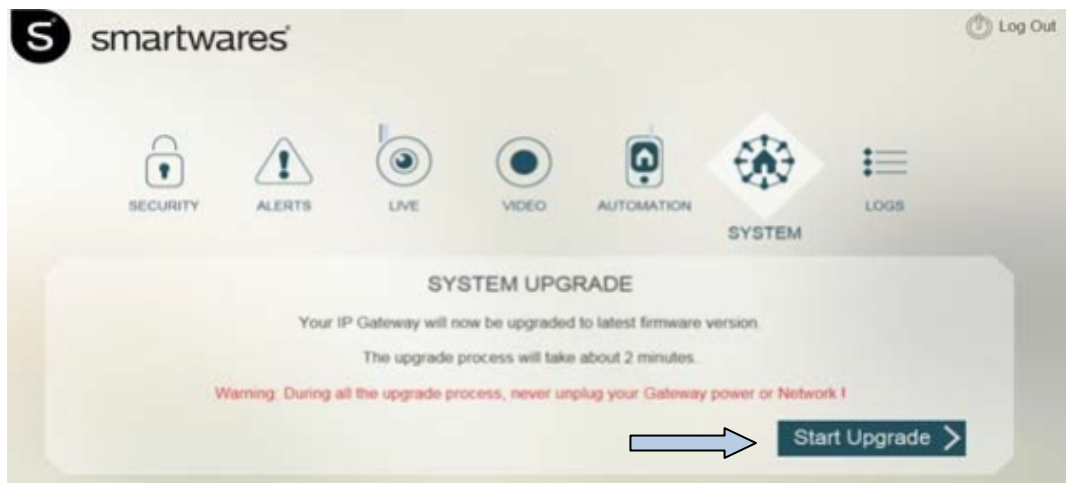 S smartwares
Log Out
SECURITY ALERTS LIVE VIDEO AUTOMATION SYSTEM LOGS
SYSTEM UPGRADE
Your IP Gateway will now be upgraded to latest firmware version.
The upgrade process will take about 2 minutes.
Warning: During all the upgrade process, never unplug your Gateway power or Network !
Start Upgrade